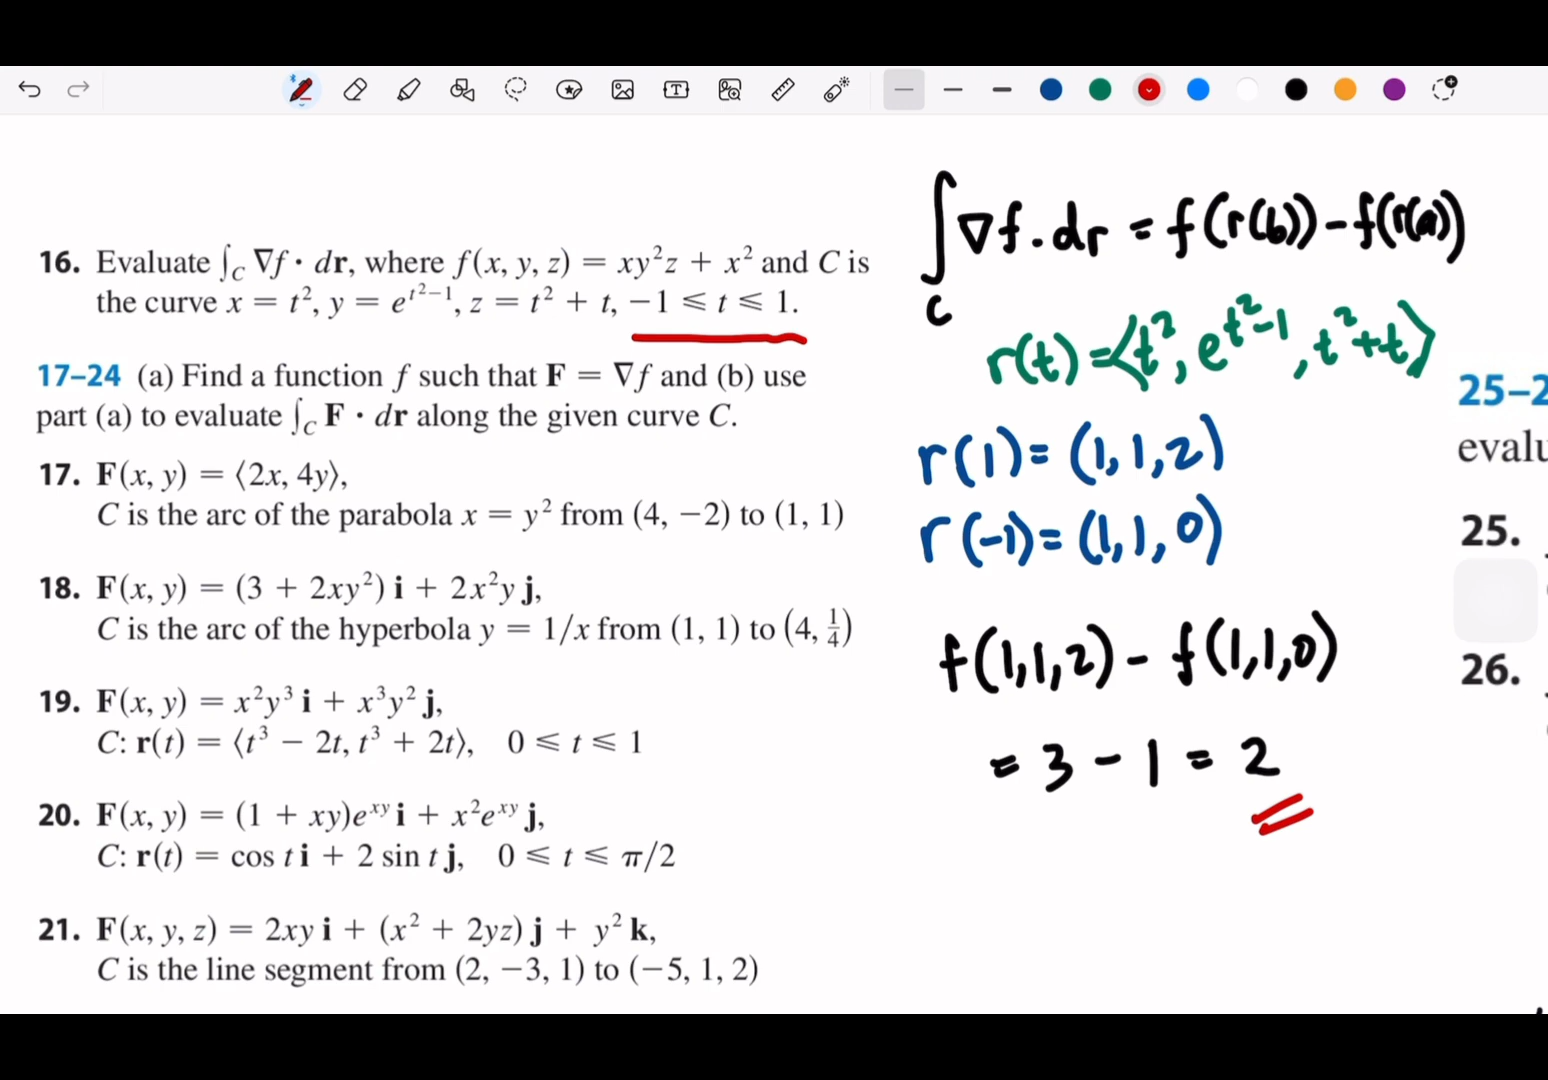 16. Evaluate ∫_C ∇f · dr, where f(x, y, z) = xy²z + x² and C is
the curve x = t², y = e^{t²−1}, z = t² + t, −1 ⩽ t ⩽ 1.
17–24 (a) Find a function f such that F = ∇f and (b) use
part (a) to evaluate ∫_C F · dr along the given curve C.
17. F(x, y) = ⟨2x, 4y⟩,
C is the arc of the parabola x = y² from (4, −2) to (1, 1)
18. F(x, y) = (3 + 2xy²) i + 2x²y j,
C is the arc of the hyperbola y = 1/x from (1, 1) to (4, 1/4)
19. F(x, y) = x²y³ i + x³y² j,
C: r(t) = ⟨t³ − 2t, t³ + 2t⟩, 0 ⩽ t ⩽ 1
20. F(x, y) = (1 + xy)e^{xy} i + x²e^{xy} j,
C: r(t) = cos t i + 2 sin t j, 0 ⩽ t ⩽ π/2
21. F(x, y, z) = 2xy i + (x² + 2yz) j + y² k,
C is the line segment from (2, −3, 1) to (−5, 1, 2)
∫_C ∇f · dr = f(r(b)) − f(r(a))
r(t) = ⟨t², e^{t²−1}, t²+t⟩
r(1) = (1, 1, 2)
r(−1) = (1, 1, 0)
f(1,1,2) − f(1,1,0)
= 3 − 1 = 2
25–2
evalu
25.
26.